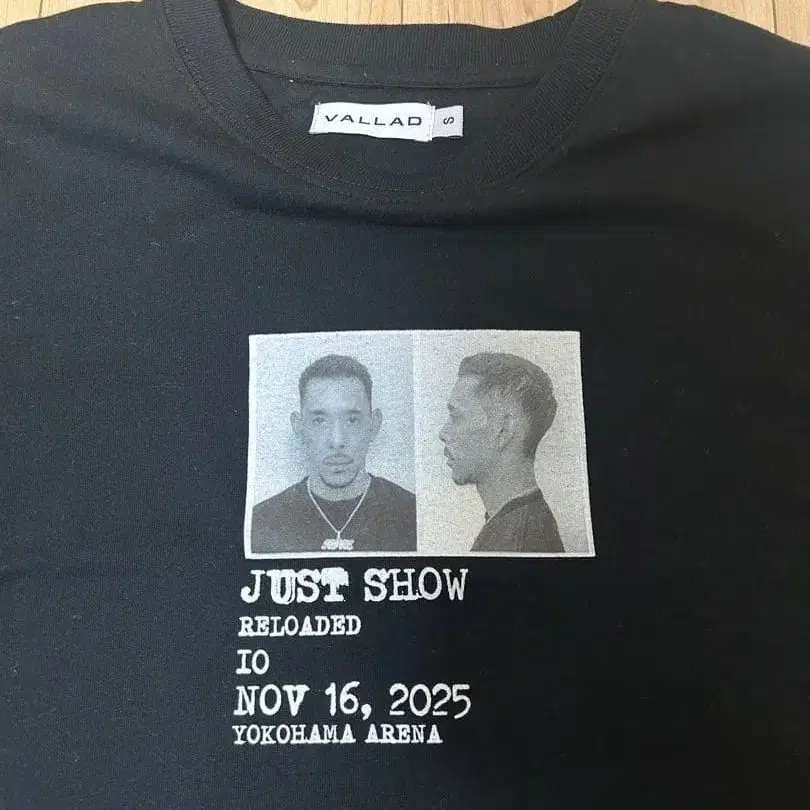 VALLAD
S
JUST SHOW
RELOADED
IO
NOV 16, 2025
YOKOHAMA ARENA